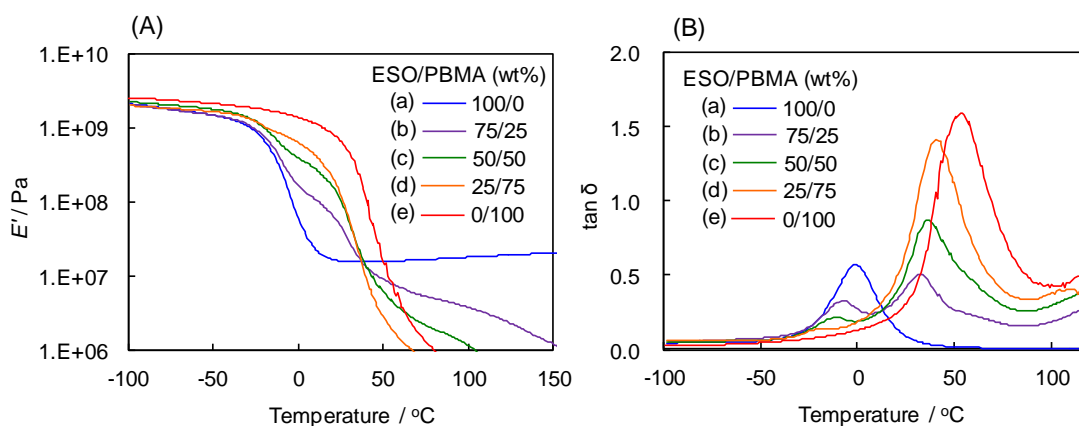 (A)
1.E+10
1.E+09
1.E+08
1.E+07
1.E+06
E' / Pa
-100
-50
0
50
100
150
Temperature / °C
ESO/PBMA (wt%)
(a) 100/0
(b) 75/25
(c) 50/50
(d) 25/75
(e) 0/100
(B)
2.0
1.5
1.0
0.5
0.0
tan δ
-100
-50
0
50
100
Temperature / °C
ESO/PBMA (wt%)
(a) 100/0
(b) 75/25
(c) 50/50
(d) 25/75
(e) 0/100